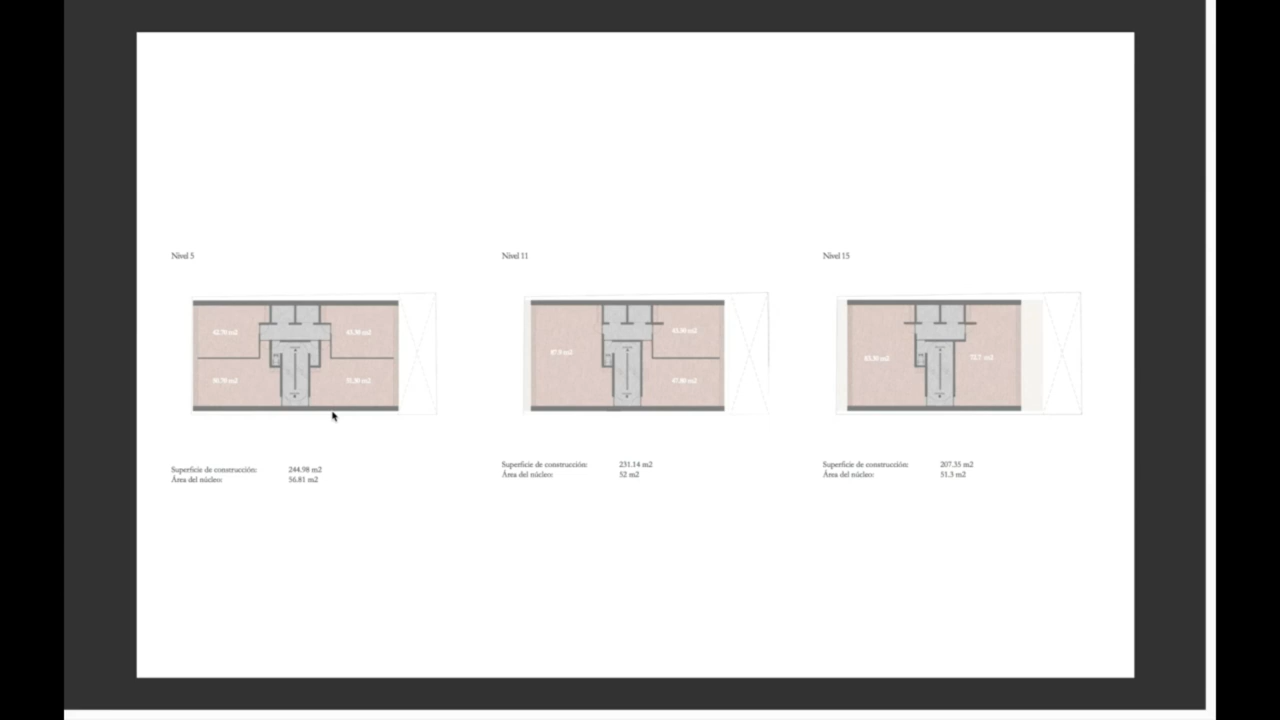 Nivel 5
Nivel 11
Nivel 15
Superficie de construcción: 244.98 m2
Área del núcleo: 56.81 m2
Superficie de construcción: 231.14 m2
Área del núcleo: 52 m2
Superficie de construcción: 207.35 m2
Área del núcleo: 51.3 m2